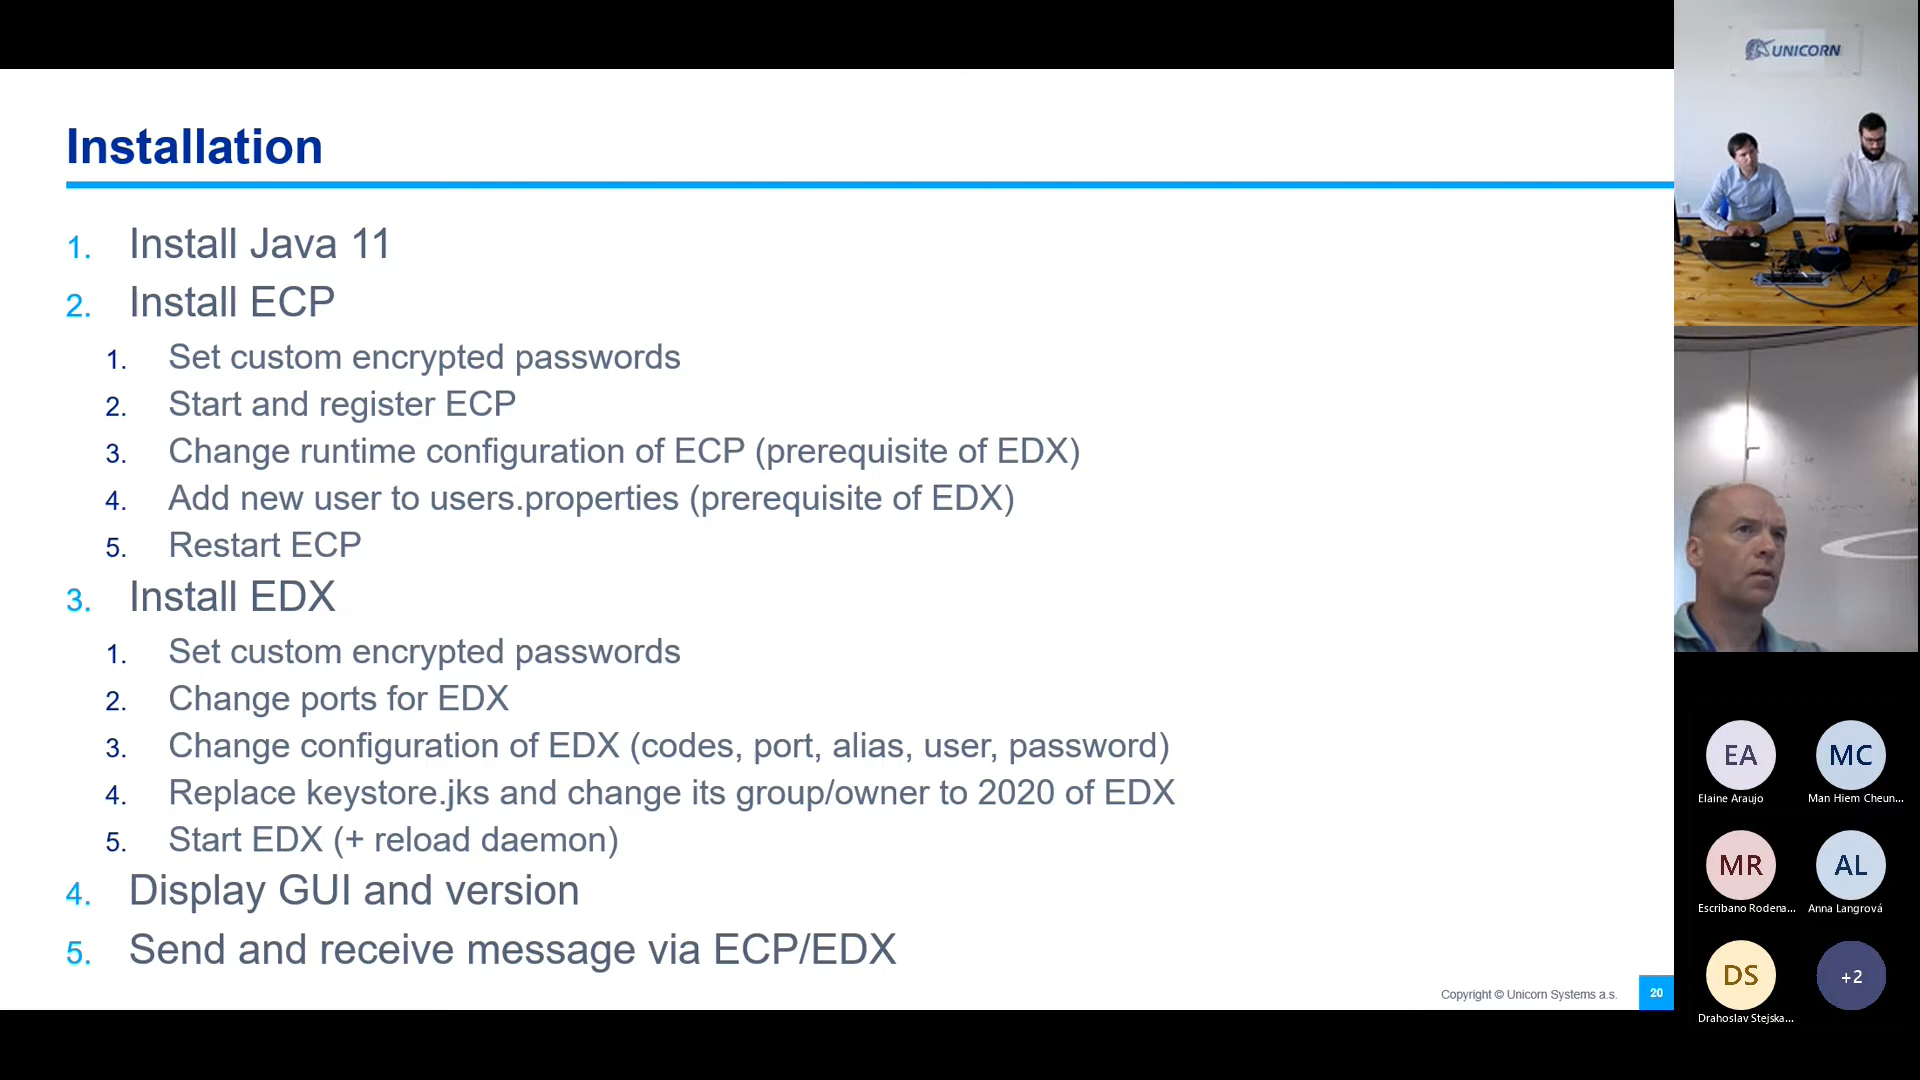 UNICORN
Installation
1. Install Java 11
2. Install ECP
1. Set custom encrypted passwords
2. Start and register ECP
3. Change runtime configuration of ECP (prerequisite of EDX)
4. Add new user to users.properties (prerequisite of EDX)
5. Restart ECP
3. Install EDX
1. Set custom encrypted passwords
2. Change ports for EDX
3. Change configuration of EDX (codes, port, alias, user, password)
4. Replace keystore.jks and change its group/owner to 2020 of EDX
5. Start EDX (+ reload daemon)
4. Display GUI and version
5. Send and receive message via ECP/EDX
Copyright © Unicorn Systems a.s. 20
EA MC
Elaine Araujo Man Hiem Cheun...
MR AL
Escribano Rodena... Anna Langrová
DS +2
Drahoslav Stejska...